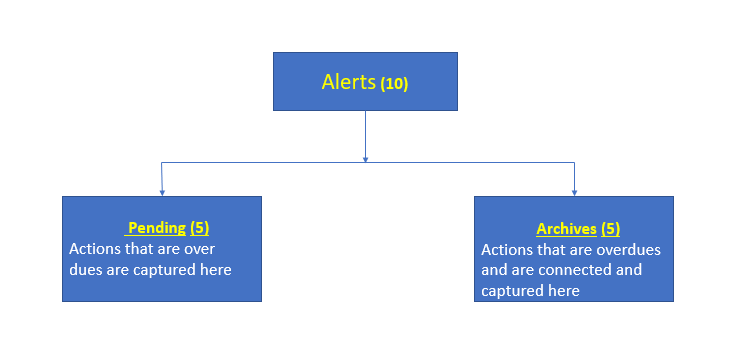 Alerts (10)
Pending (5)
Actions that are over
dues are captured here
Archives (5)
Actions that are overdues
and are connected and
captured here